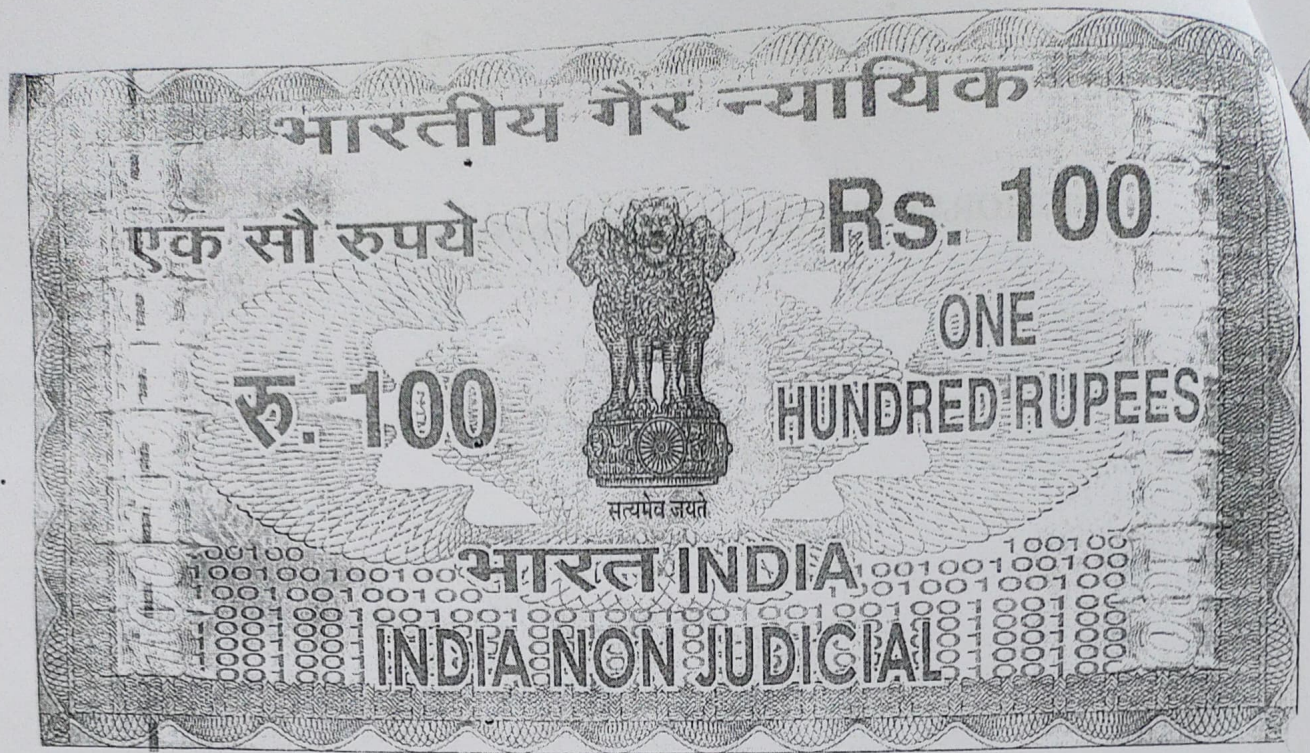 भारतीय गैर न्यायिक
एक सौ रुपये
Rs. 100
रु. 100
ONE
HUNDRED RUPEES
सत्यमेव जयते
भारत INDIA
INDIA NON JUDICIAL